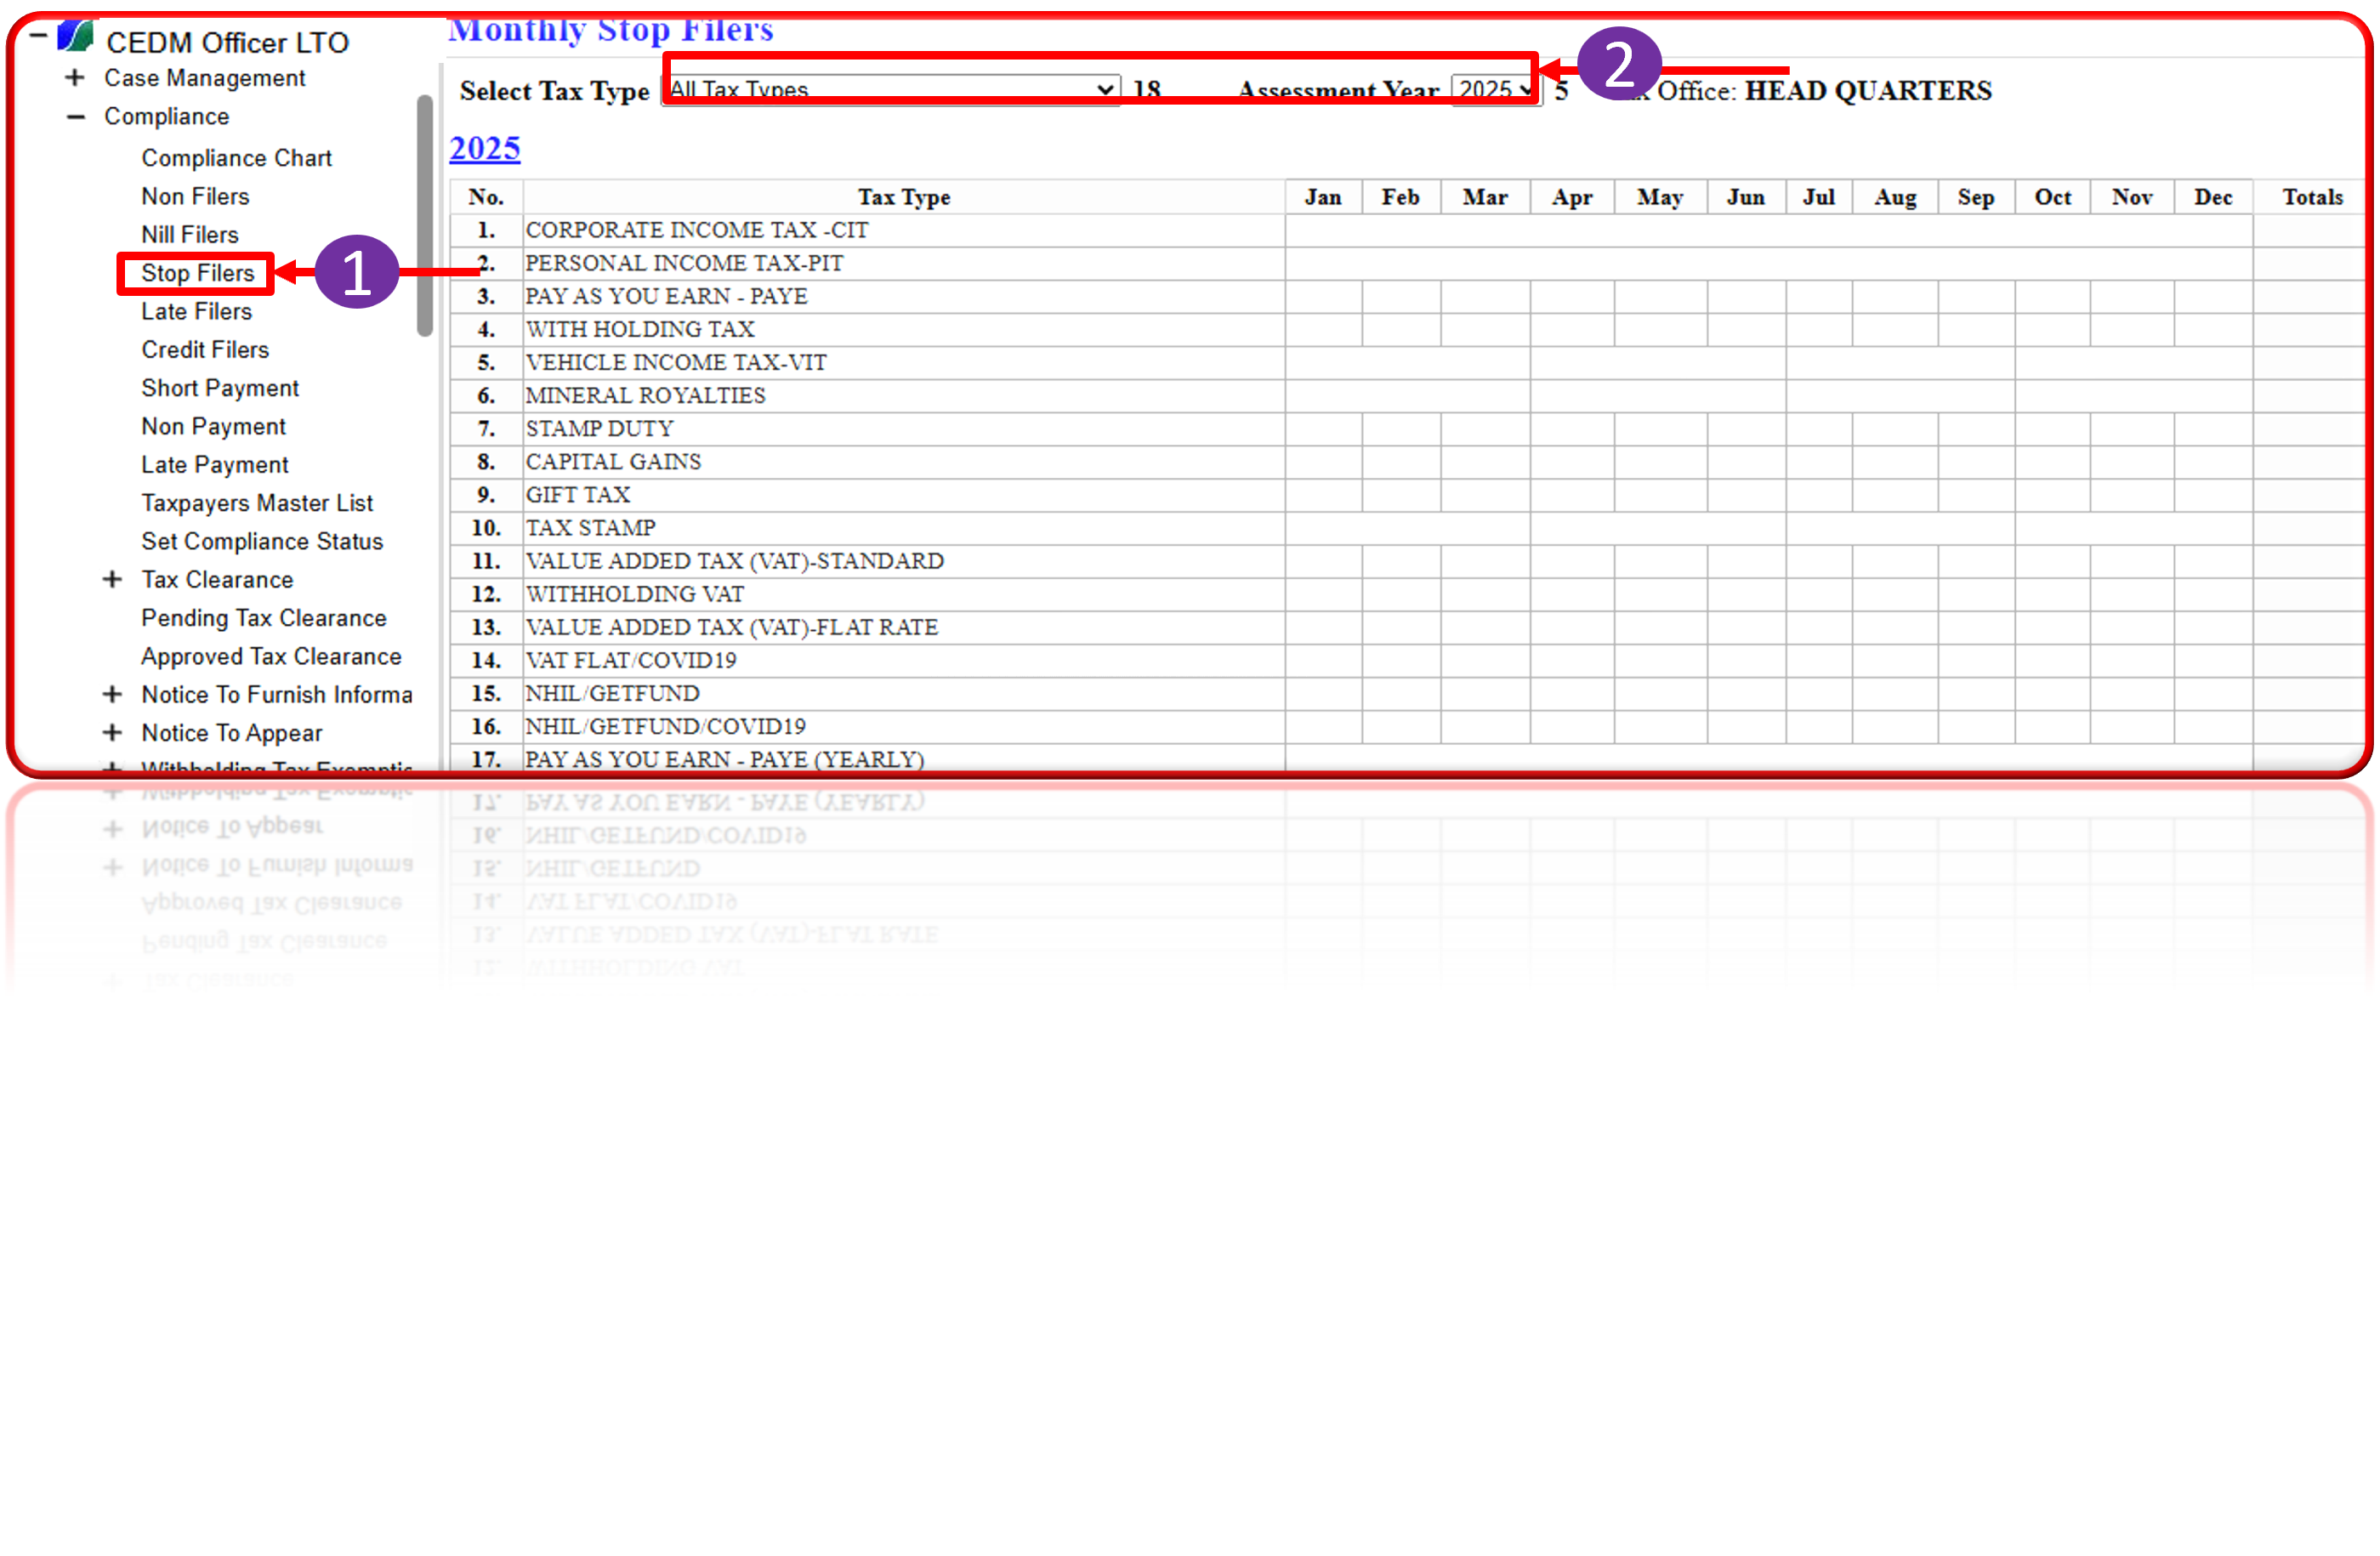 CEDM Officer LTO
Case Management
Compliance
Compliance Chart
Non Filers
Nill Filers
Stop Filers
Late Filers
Credit Filers
Short Payment
Non Payment
Late Payment
Taxpayers Master List
Set Compliance Status
Tax Clearance
Pending Tax Clearance
Approved Tax Clearance
Notice To Furnish Informa
Notice To Appear
Withholding Tax Exemptic
1
Monthly Stop Filers
Select Tax Type All Tax Types 18 Assessment Year 2025 5 Office: HEAD QUARTERS
2
2025
No. Tax Type Jan Feb Mar Apr May Jun Jul Aug Sep Oct Nov Dec Totals
1. CORPORATE INCOME TAX -CIT
2. PERSONAL INCOME TAX-PIT
3. PAY AS YOU EARN - PAYE
4. WITH HOLDING TAX
5. VEHICLE INCOME TAX-VIT
6. MINERAL ROYALTIES
7. STAMP DUTY
8. CAPITAL GAINS
9. GIFT TAX
10. TAX STAMP
11. VALUE ADDED TAX (VAT)-STANDARD
12. WITHHOLDING VAT
13. VALUE ADDED TAX (VAT)-FLAT RATE
14. VAT FLAT/COVID19
15. NHIL/GETFUND
16. NHIL/GETFUND/COVID19
17. PAY AS YOU EARN - PAYE (YEARLY)